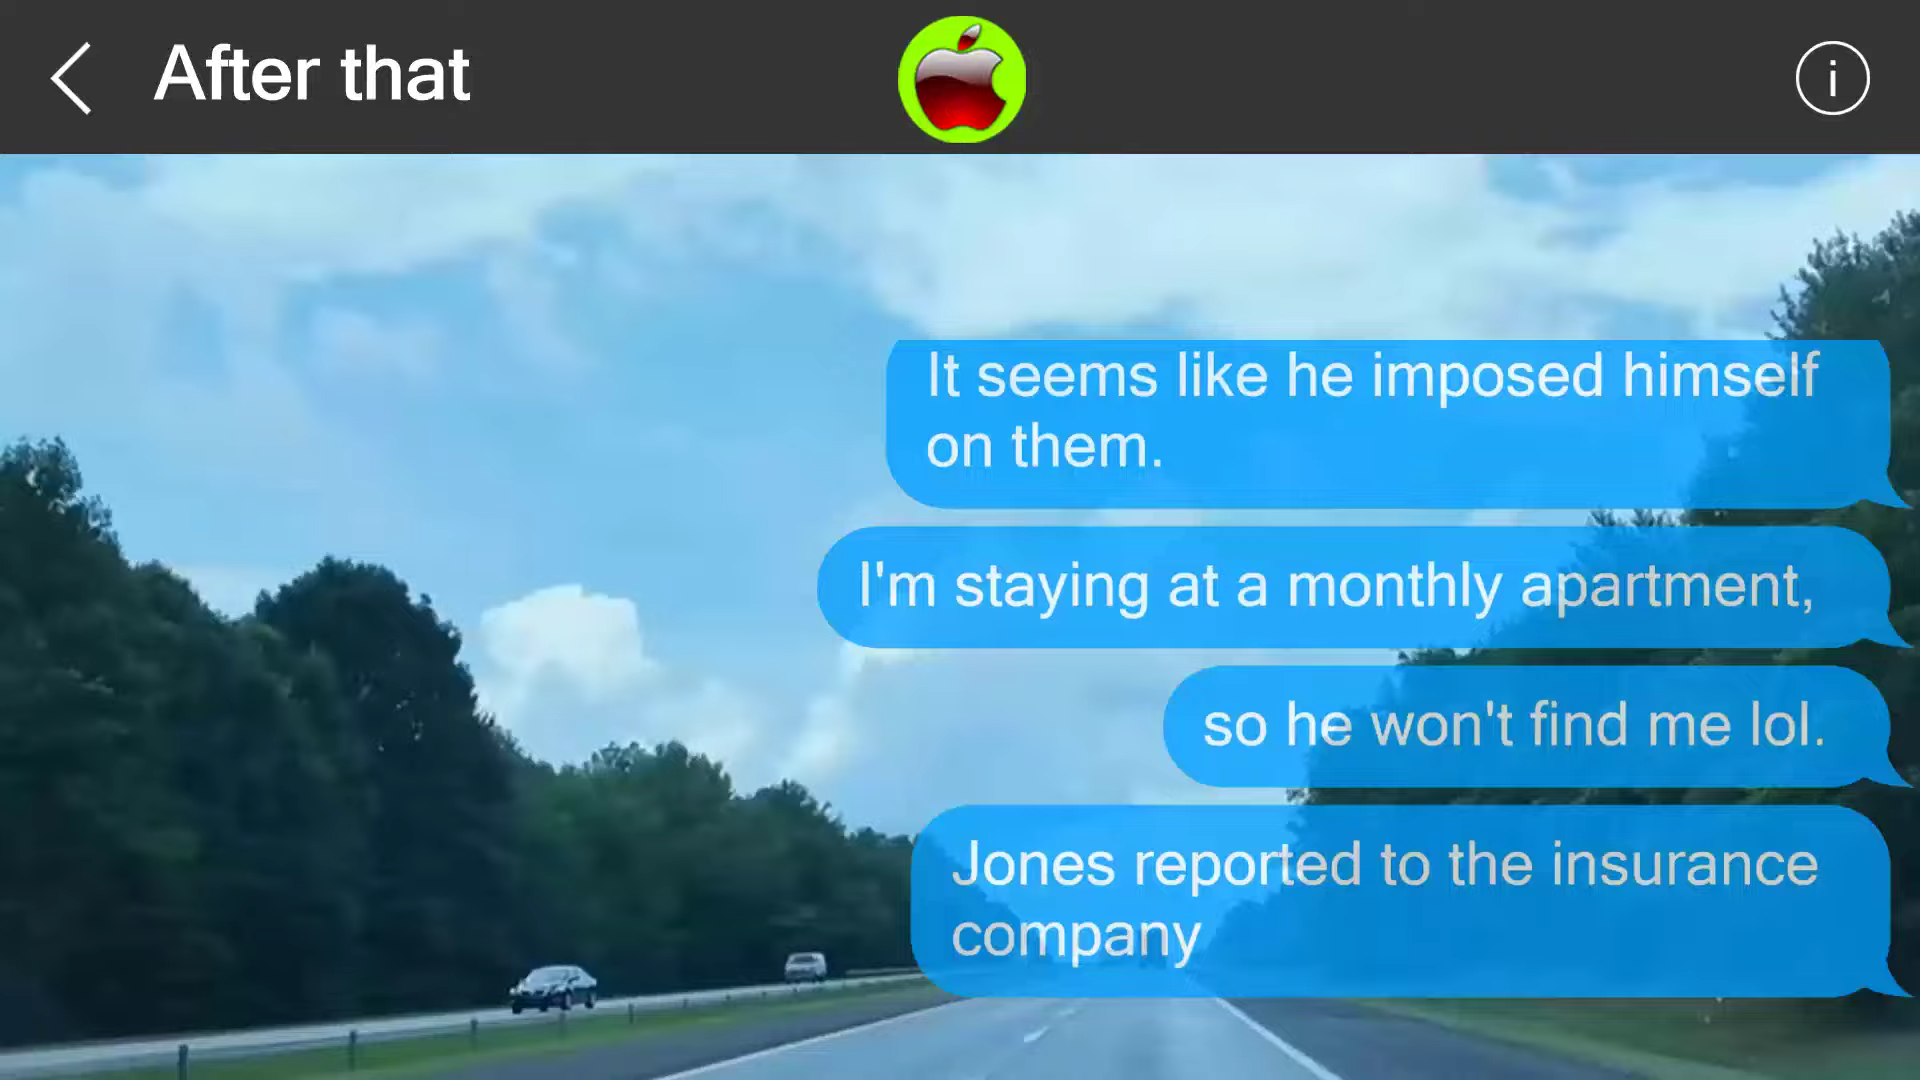 After that
It seems like he imposed himself
on them.
I'm staying at a monthly apartment,
so he won't find me lol.
Jones reported to the insurance
company